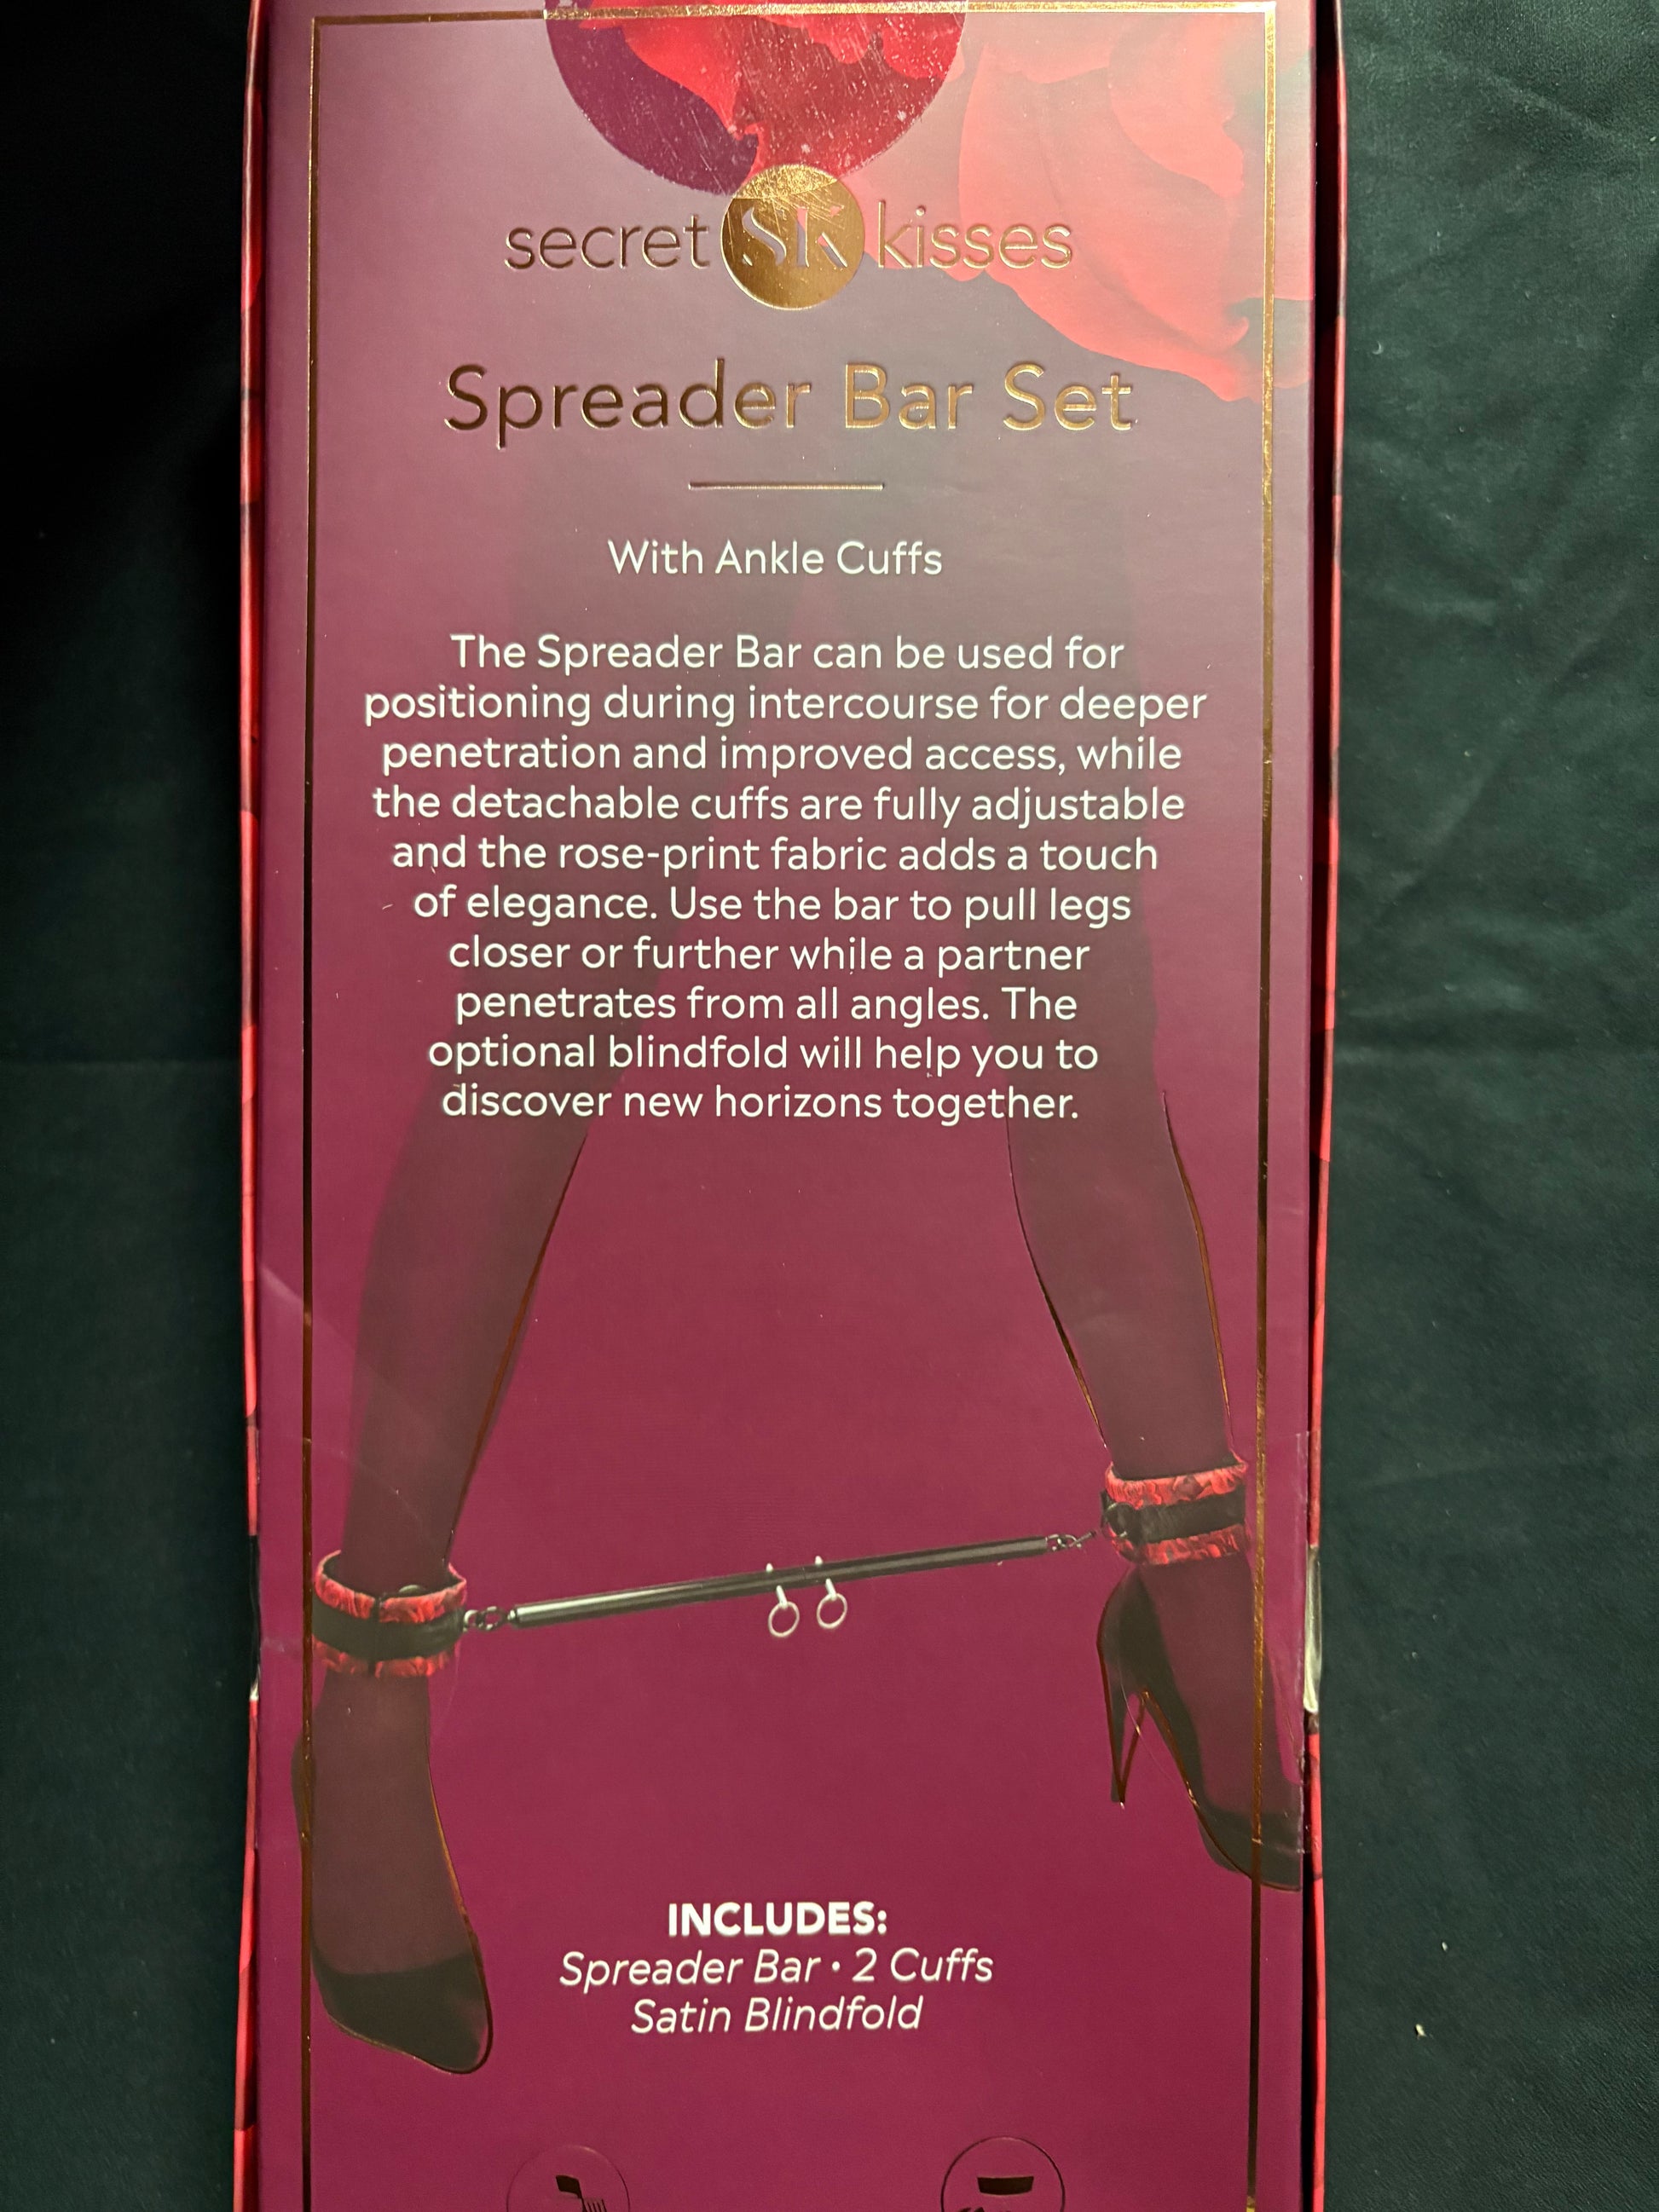 secret SK kisses
Spreader Bar Set
With Ankle Cuffs
The Spreader Bar can be used for
positioning during intercourse for deeper
penetration and improved access, while
the detachable cuffs are fully adjustable
and the rose-print fabric adds a touch
of elegance. Use the bar to pull legs
closer or further while a partner
penetrates from all angles. The
optional blindfold will help you to
discover new horizons together.
INCLUDES:
Spreader Bar • 2 Cuffs
Satin Blindfold